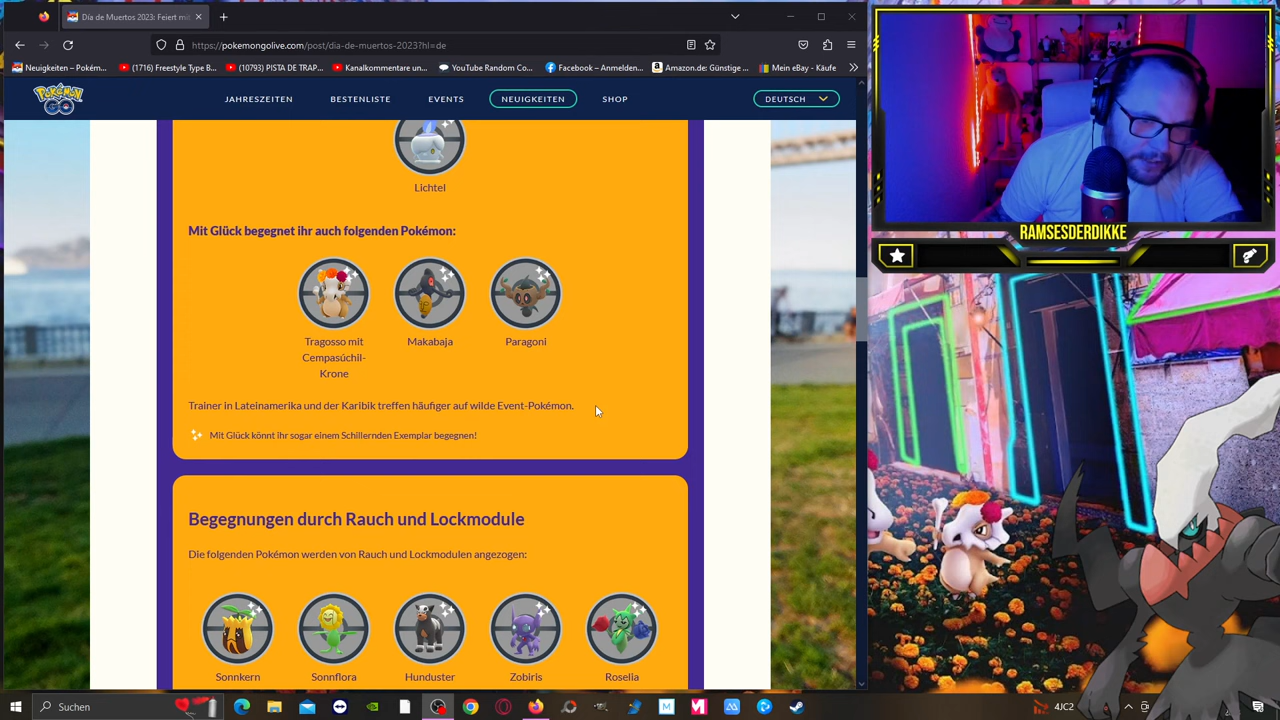 Día de Muertos 2023: Feiert mit
https://pokemongolive.com/post/dia-de-muertos-2023?hl=de
Neuigkeiten – Pokém...
(1716) Freestyle Type B...
(10793) PISTA DE TRAP...
Kanalkommentare un...
YouTube Random Co...
Facebook – Anmelden...
Amazon.de: Günstige ...
Mein eBay - Käufe
POKÉMON GO
JAHRESZEITEN
BESTENLISTE
EVENTS
NEUIGKEITEN
SHOP
DEUTSCH
Lichtel
Mit Glück begegnet ihr auch folgenden Pokémon:
Tragosso mit
Cempasúchil-
Krone
Makabaja
Paragoni
Trainer in Lateinamerika und der Karibik treffen häufiger auf wilde Event-Pokémon.
Mit Glück könnt ihr sogar einem Schillernden Exemplar begegnen!
Begegnungen durch Rauch und Lockmodule
Die folgenden Pokémon werden von Rauch und Lockmodulen angezogen:
Sonnkern
Sonnflora
Hunduster
Zobiris
Roselia
RAMSESDERDIKKE
Suchen
4JC2